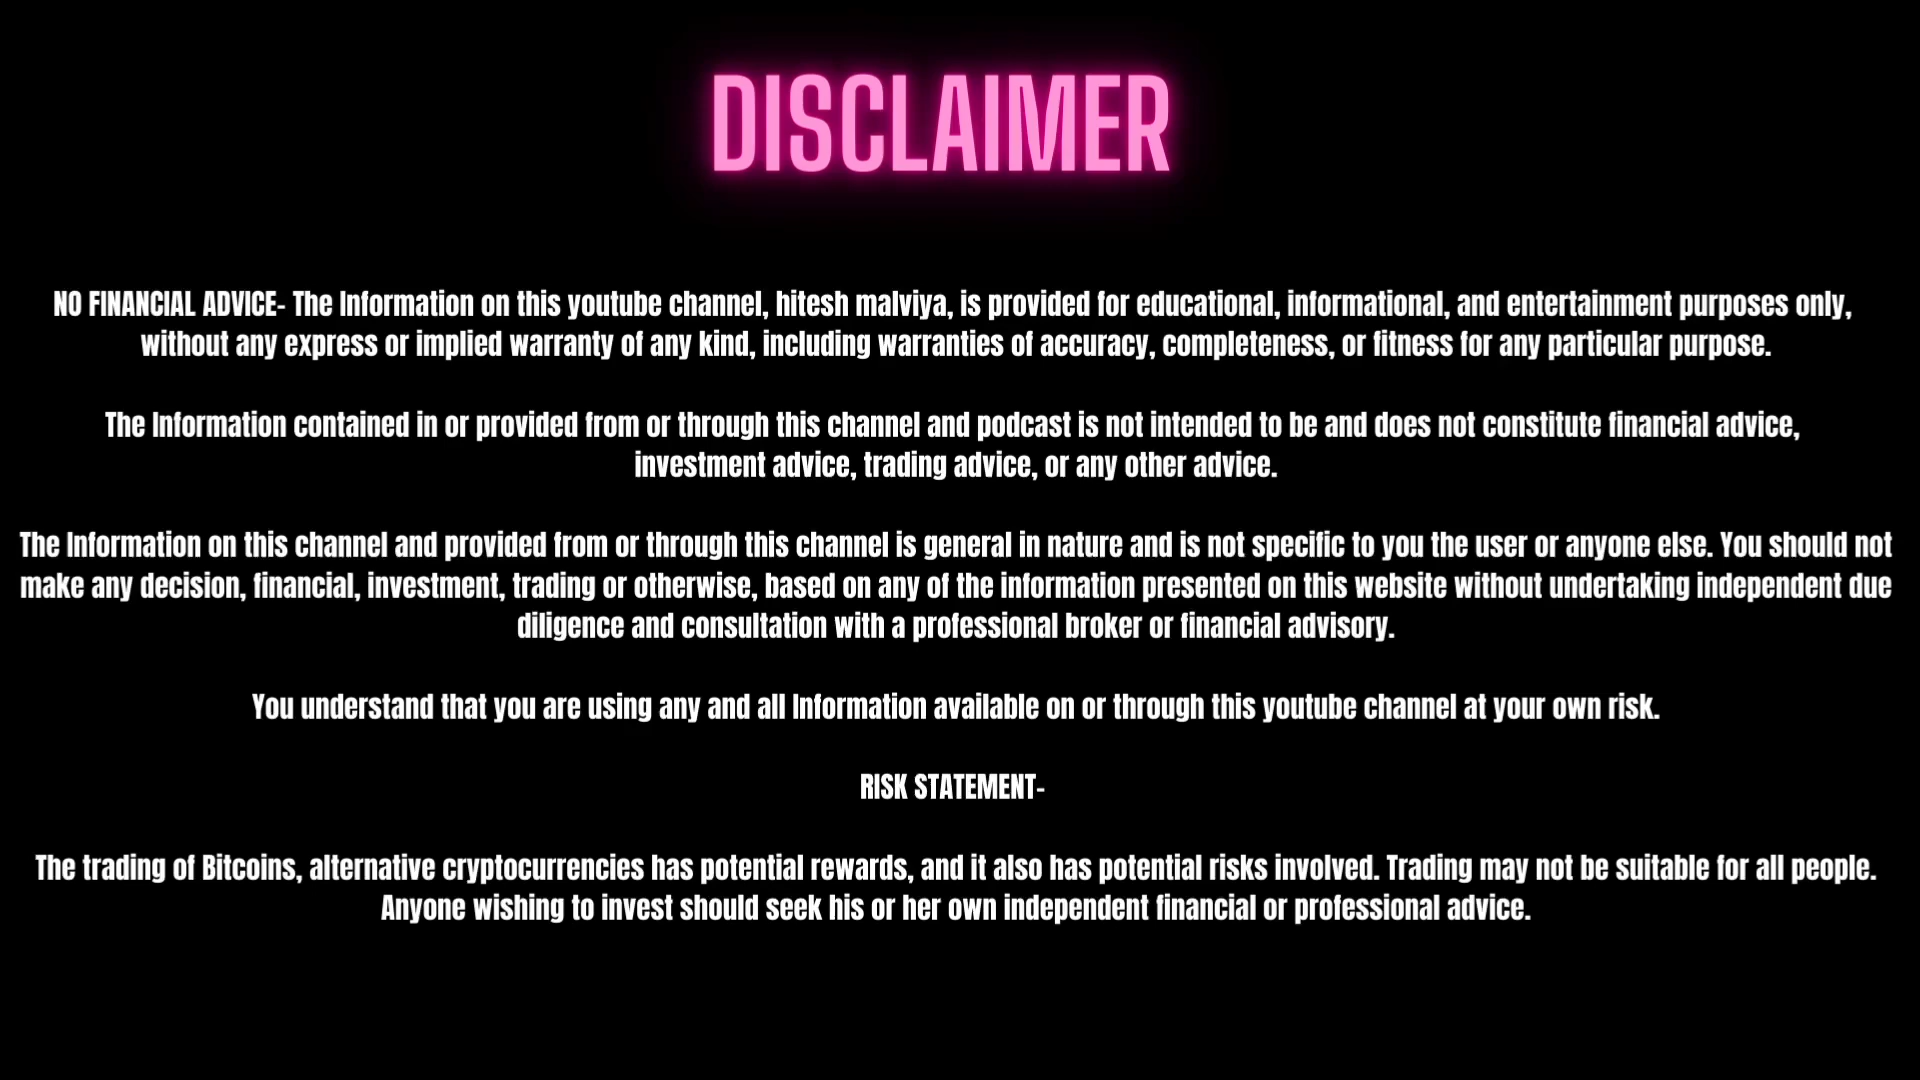 DISCLAIMER
NO FINANCIAL ADVICE- The Information on this youtube channel, hitesh malviya, is provided for educational, informational, and entertainment purposes only,
without any express or implied warranty of any kind, including warranties of accuracy, completeness, or fitness for any particular purpose.
The Information contained in or provided from or through this channel and podcast is not intended to be and does not constitute financial advice,
investment advice, trading advice, or any other advice.
The Information on this channel and provided from or through this channel is general in nature and is not specific to you the user or anyone else. You should not
make any decision, financial, investment, trading or otherwise, based on any of the information presented on this website without undertaking independent due
diligence and consultation with a professional broker or financial advisory.
You understand that you are using any and all Information available on or through this youtube channel at your own risk.
RISK STATEMENT-
The trading of Bitcoins, alternative cryptocurrencies has potential rewards, and it also has potential risks involved. Trading may not be suitable for all people.
Anyone wishing to invest should seek his or her own independent financial or professional advice.